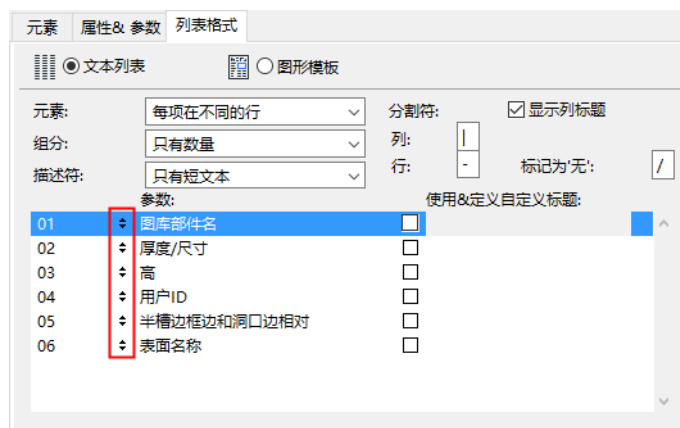 元素 属性& 参数 列表格式
文本列表 图形模板
元素: 每项在不同的行 分割符: 显示列标题
组分: 只有数量 列: |
描述符: 只有短文本 行: - 标记为'无': /
参数: 使用&定义自定义标题:
01 图库部件名
02 厚度/尺寸
03 高
04 用户ID
05 半槽边框边和洞口边相对
06 表面名称